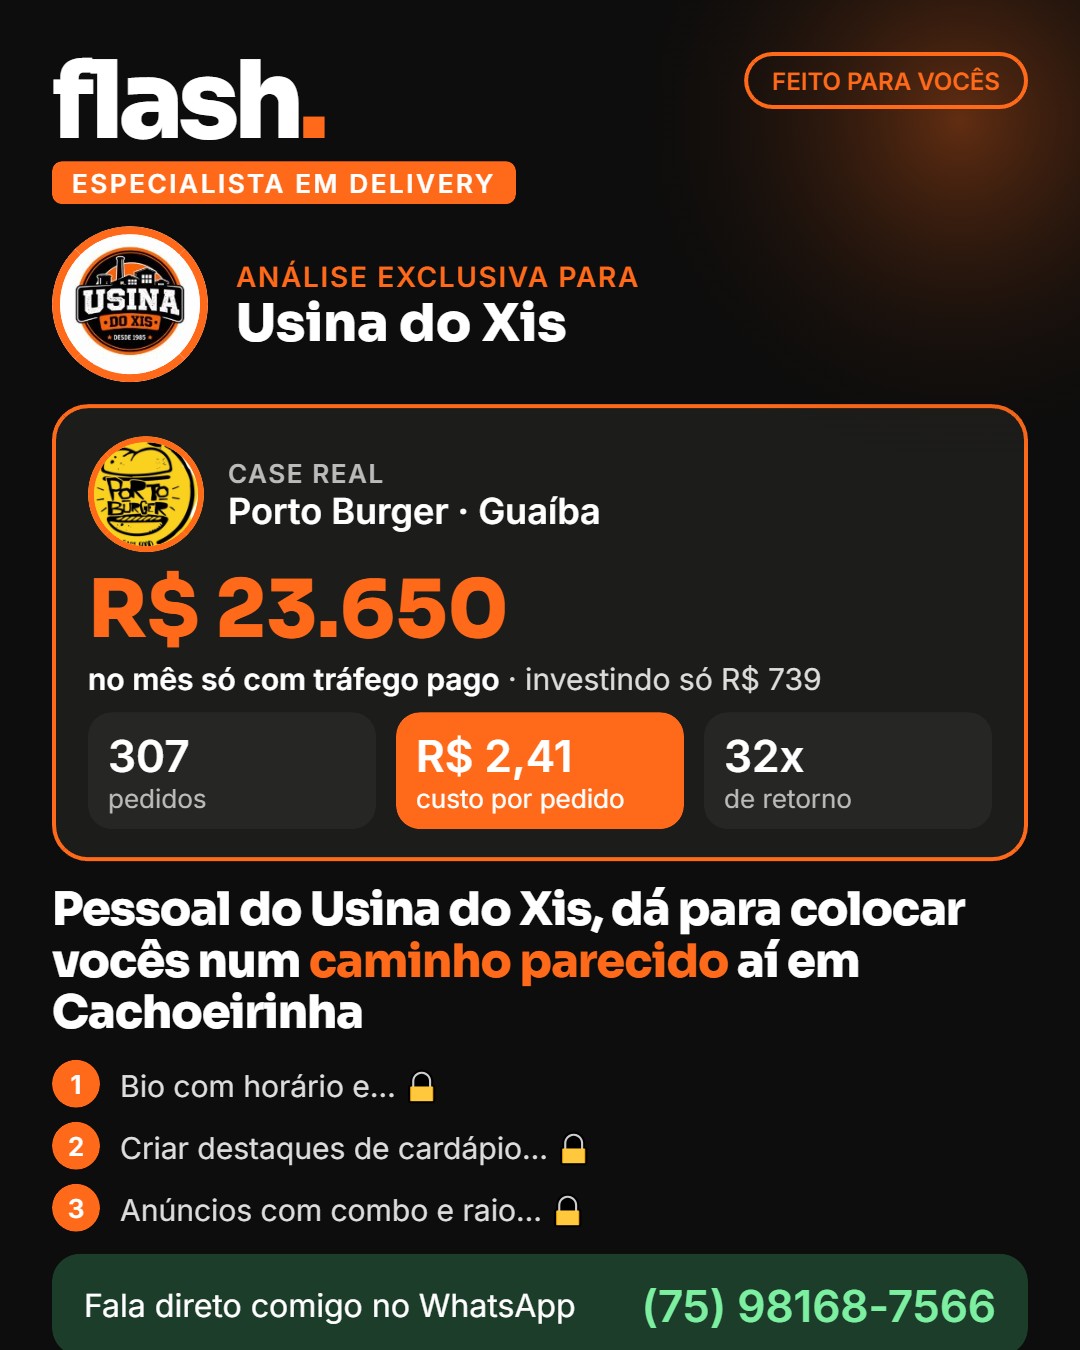 flash.
FEITO PARA VOCÊS
ESPECIALISTA EM DELIVERY
USINA
DO XIS
DESDE 1985
ANÁLISE EXCLUSIVA PARA
Usina do Xis
PORTO
BURGER
CASE REAL
Porto Burger · Guaíba
R$ 23.650
no mês só com tráfego pago · investindo só R$ 739
307
pedidos
R$ 2,41
custo por pedido
32x
de retorno
Pessoal do Usina do Xis, dá para colocar
vocês num caminho parecido aí em
Cachoeirinha
1 Bio com horário e... 🔒
2 Criar destaques de cardápio... 🔒
3 Anúncios com combo e raio... 🔒
Fala direto comigo no WhatsApp (75) 98168-7566